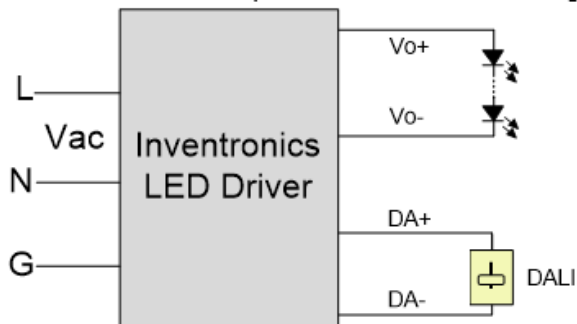 Vo+
L
Vac
Vo-
Inventronics
LED Driver
N
DA+
G
DALI
DA-